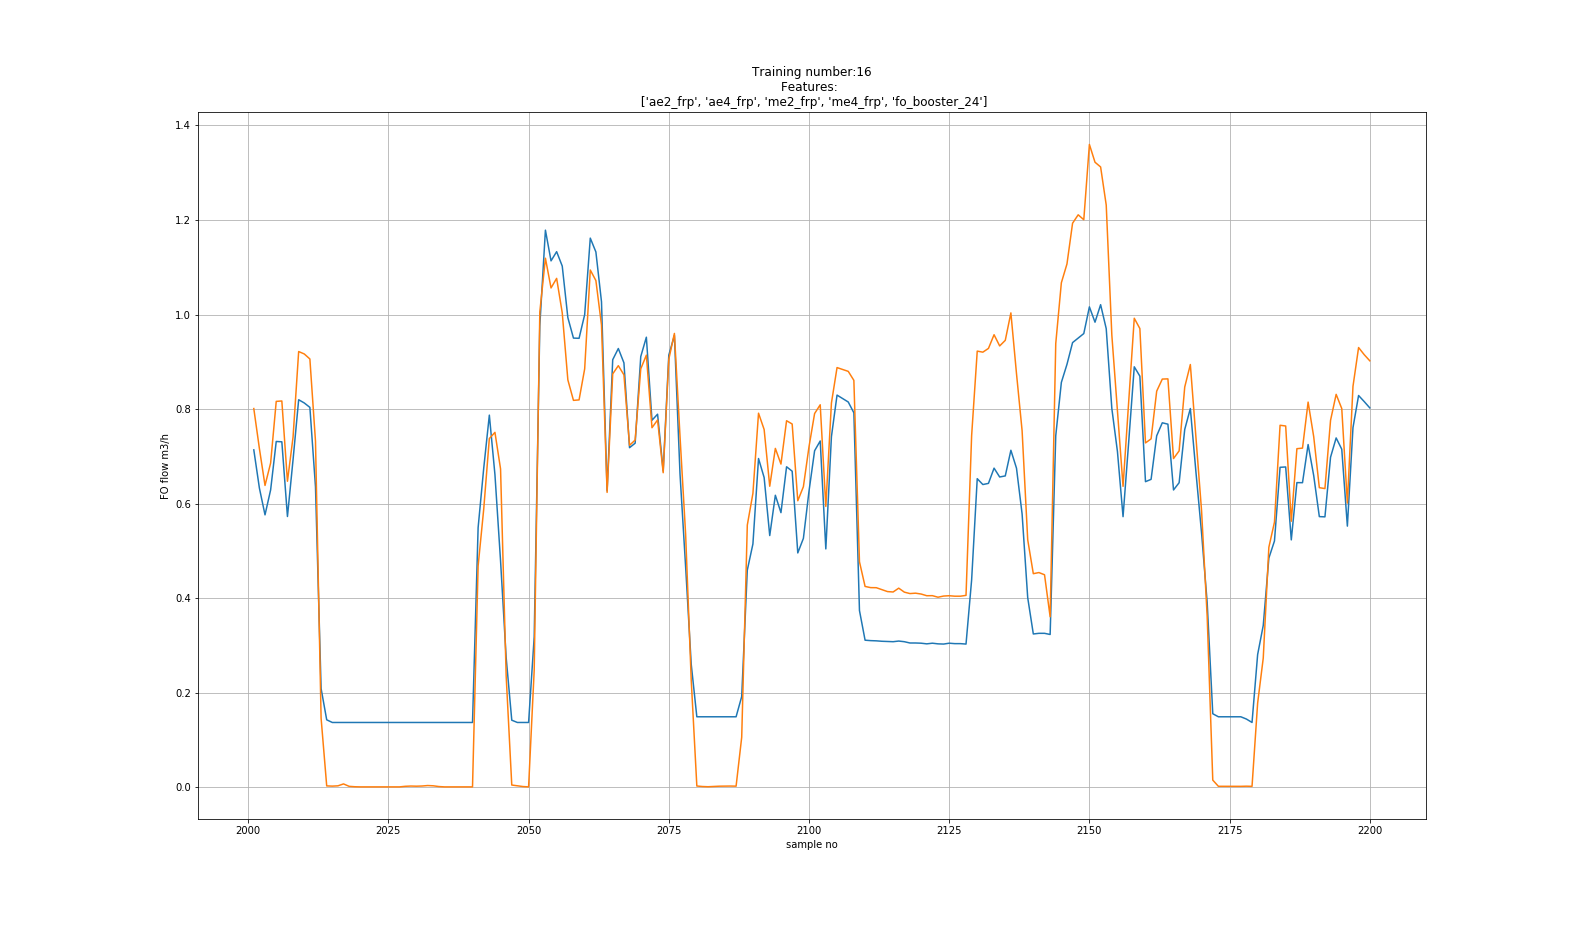 Training number:16
Features:
['ae2_frp', 'ae4_frp', 'me2_frp', 'me4_frp', 'fo_booster_24']
1.4
1.2
1.0
0.8
0.6
0.4
0.2
0.0
FO flow m3/h
2000 2025 2050 2075 2100 2125 2150 2175 2200
sample no